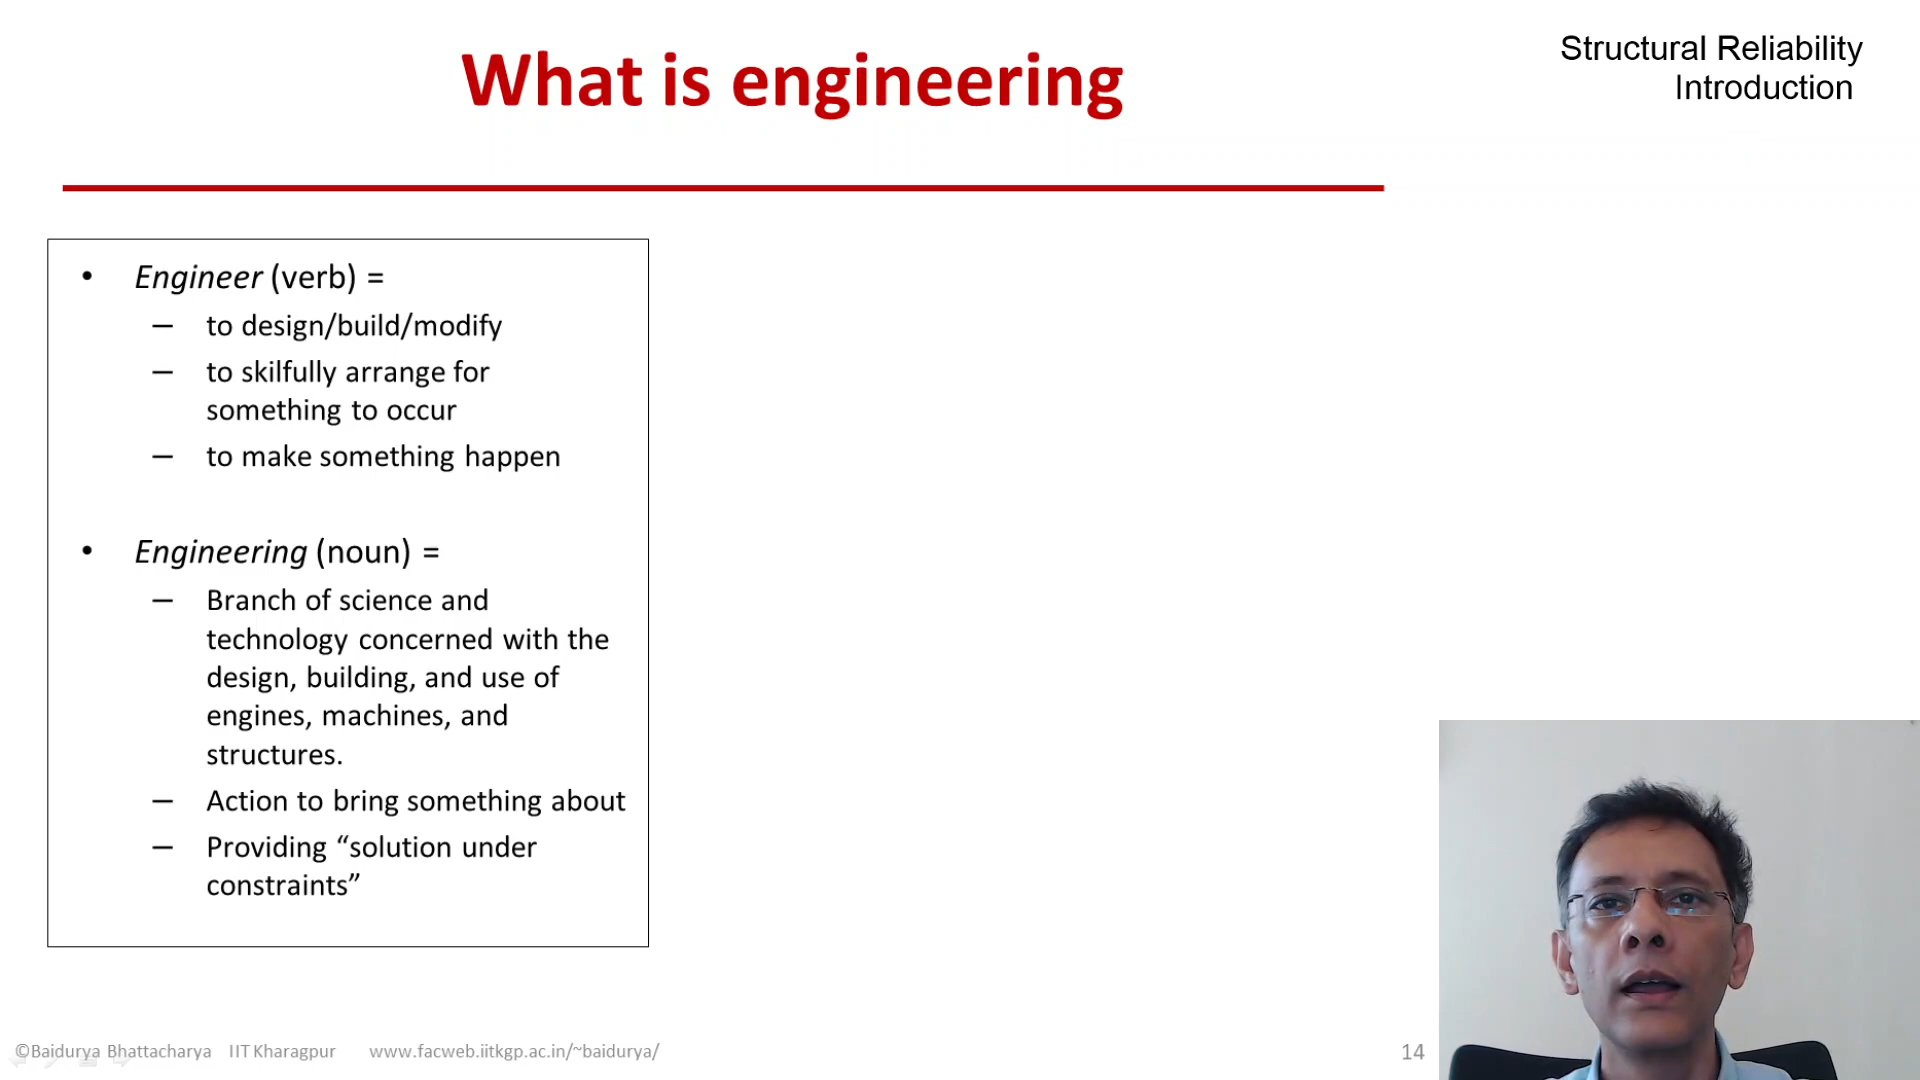 What is engineering
Structural Reliability
Introduction
• Engineer (verb) =
– to design/build/modify
– to skilfully arrange for
something to occur
– to make something happen
• Engineering (noun) =
– Branch of science and
technology concerned with the
design, building, and use of
engines, machines, and
structures.
– Action to bring something about
– Providing “solution under
constraints”
©Baidurya Bhattacharya IIT Kharagpur www.facweb.iitkgp.ac.in/~baidurya/
14